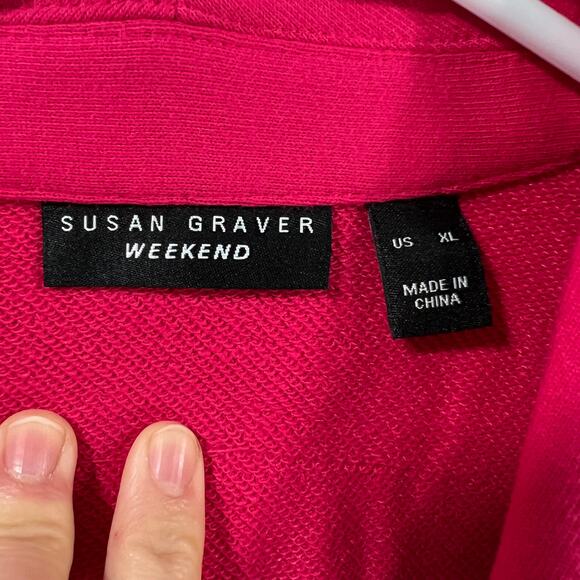 SUSAN GRAVER
WEEKEND
US XL
MADE IN
CHINA